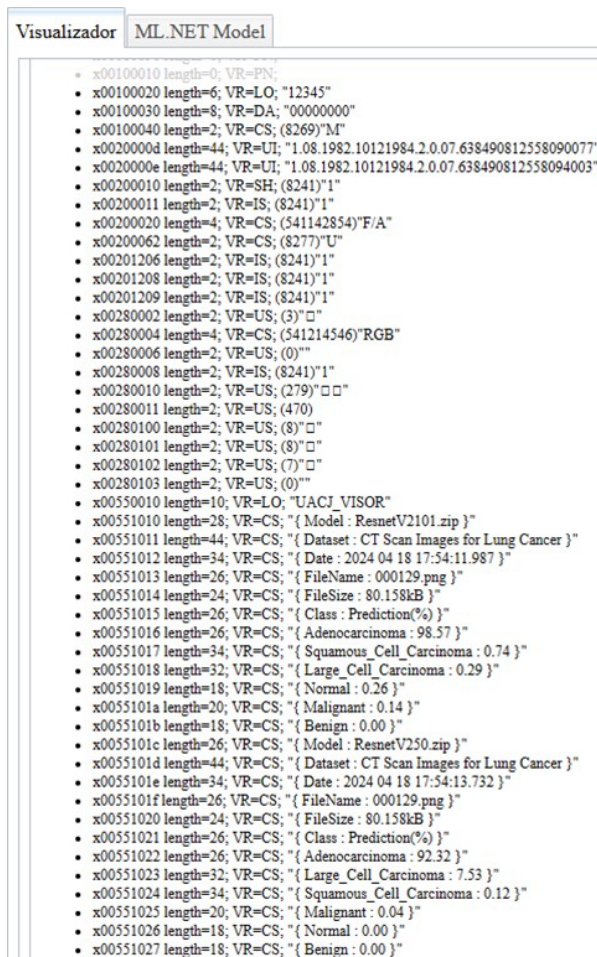 Visualizador
ML.NET Model
x00100010 length=0; VR=PN;
x00100020 length=6; VR=LO; "12345"
x00100030 length=8; VR=DA; "00000000"
x00100040 length=2; VR=CS; (8269)"M"
x0020000d length=44; VR=UI; "1.08.1982.10121984.2.0.07.638490812558090077"
x0020000e length=44; VR=UI; "1.08.1982.10121984.2.0.07.638490812558094003"
x00200010 length=2; VR=SH; (8241)"1"
x00200011 length=2; VR=IS; (8241)"1"
x00200020 length=4; VR=CS; (541142854)"F/A"
x00200062 length=2; VR=CS; (8277)"U"
x00201206 length=2; VR=IS; (8241)"1"
x00201208 length=2; VR=IS; (8241)"1"
x00201209 length=2; VR=IS; (8241)"1"
x00280002 length=2; VR=US; (3)"□"
x00280004 length=4; VR=CS; (541214546)"RGB"
x00280006 length=2; VR=US; (0)""
x00280008 length=2; VR=IS; (8241)"1"
x00280010 length=2; VR=US; (279)"□□"
x00280011 length=2; VR=US; (470)
x00280100 length=2; VR=US; (8)"□"
x00280101 length=2; VR=US; (8)"□"
x00280102 length=2; VR=US; (7)"□"
x00280103 length=2; VR=US; (0)""
x00550010 length=10; VR=LO; "UACJ_VISOR"
x00551010 length=28; VR=CS; "{ Model : ResnetV2101.zip }"
x00551011 length=44; VR=CS; "{ Dataset : CT Scan Images for Lung Cancer }"
x00551012 length=34; VR=CS; "{ Date : 2024 04 18 17:54:11.987 }"
x00551013 length=26; VR=CS; "{ FileName : 000129.png }"
x00551014 length=24; VR=CS; "{ FileSize : 80.158kB }"
x00551015 length=26; VR=CS; "{ Class : Prediction(%) }"
x00551016 length=26; VR=CS; "{ Adenocarcinoma : 98.57 }"
x00551017 length=34; VR=CS; "{ Squamous_Cell_Carcinoma : 0.74 }"
x00551018 length=32; VR=CS; "{ Large_Cell_Carcinoma : 0.29 }"
x00551019 length=18; VR=CS; "{ Normal : 0.26 }"
x0055101a length=20; VR=CS; "{ Malignant : 0.14 }"
x0055101b length=18; VR=CS; "{ Benign : 0.00 }"
x0055101c length=26; VR=CS; "{ Model : ResnetV250.zip }"
x0055101d length=44; VR=CS; "{ Dataset : CT Scan Images for Lung Cancer }"
x0055101e length=34; VR=CS; "{ Date : 2024 04 18 17:54:13.732 }"
x0055101f length=26; VR=CS; "{ FileName : 000129.png }"
x00551020 length=24; VR=CS; "{ FileSize : 80.158kB }"
x00551021 length=26; VR=CS; "{ Class : Prediction(%) }"
x00551022 length=26; VR=CS; "{ Adenocarcinoma : 92.32 }"
x00551023 length=32; VR=CS; "{ Large_Cell_Carcinoma : 7.53 }"
x00551024 length=34; VR=CS; "{ Squamous_Cell_Carcinoma : 0.12 }"
x00551025 length=20; VR=CS; "{ Malignant : 0.04 }"
x00551026 length=18; VR=CS; "{ Normal : 0.00 }"
x00551027 length=18; VR=CS; "{ Benign : 0.00 }"